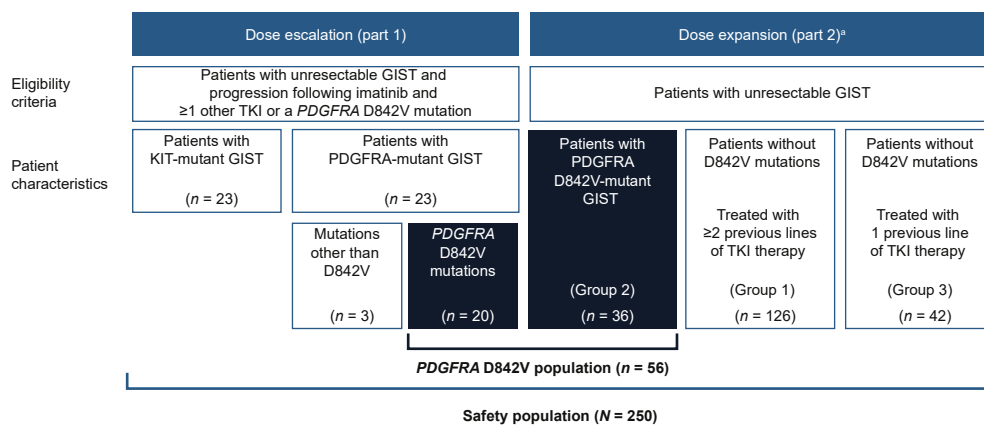 Dose escalation (part 1)
Dose expansion (part 2)ᵃ
Eligibility
criteria
Patients with unresectable GIST and
progression following imatinib and
≥1 other TKI or a PDGFRA D842V mutation
Patients with unresectable GIST
Patient
characteristics
Patients with
KIT-mutant GIST
(n = 23)
Patients with
PDGFRA-mutant GIST
(n = 23)
Mutations
other than
D842V
(n = 3)
PDGFRA
D842V
mutations
(n = 20)
Patients with
PDGFRA
D842V-mutant
GIST
(Group 2)
(n = 36)
Patients without
D842V mutations
Treated with
≥2 previous lines
of TKI therapy
(Group 1)
(n = 126)
Patients without
D842V mutations
Treated with
1 previous line
of TKI therapy
(Group 3)
(n = 42)
PDGFRA D842V population (n = 56)
Safety population (N = 250)